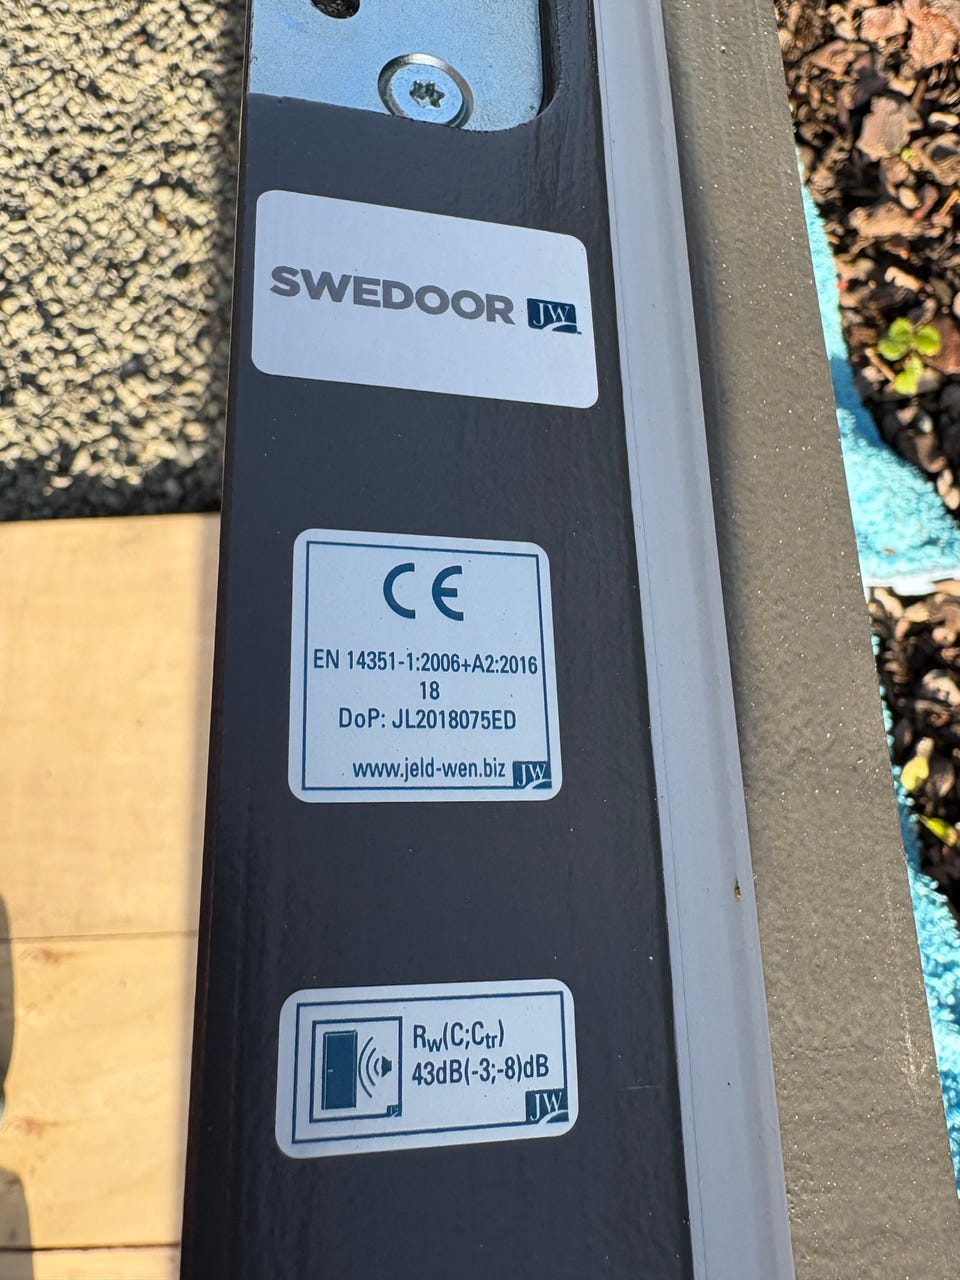 SWEDOOR JW
CE
EN 14351-1:2006+A2:2016
18
DoP: JL2018075ED
www.jeld-wen.biz JW
Rw(C;Ctr)
43dB(-3;-8)dB
JW